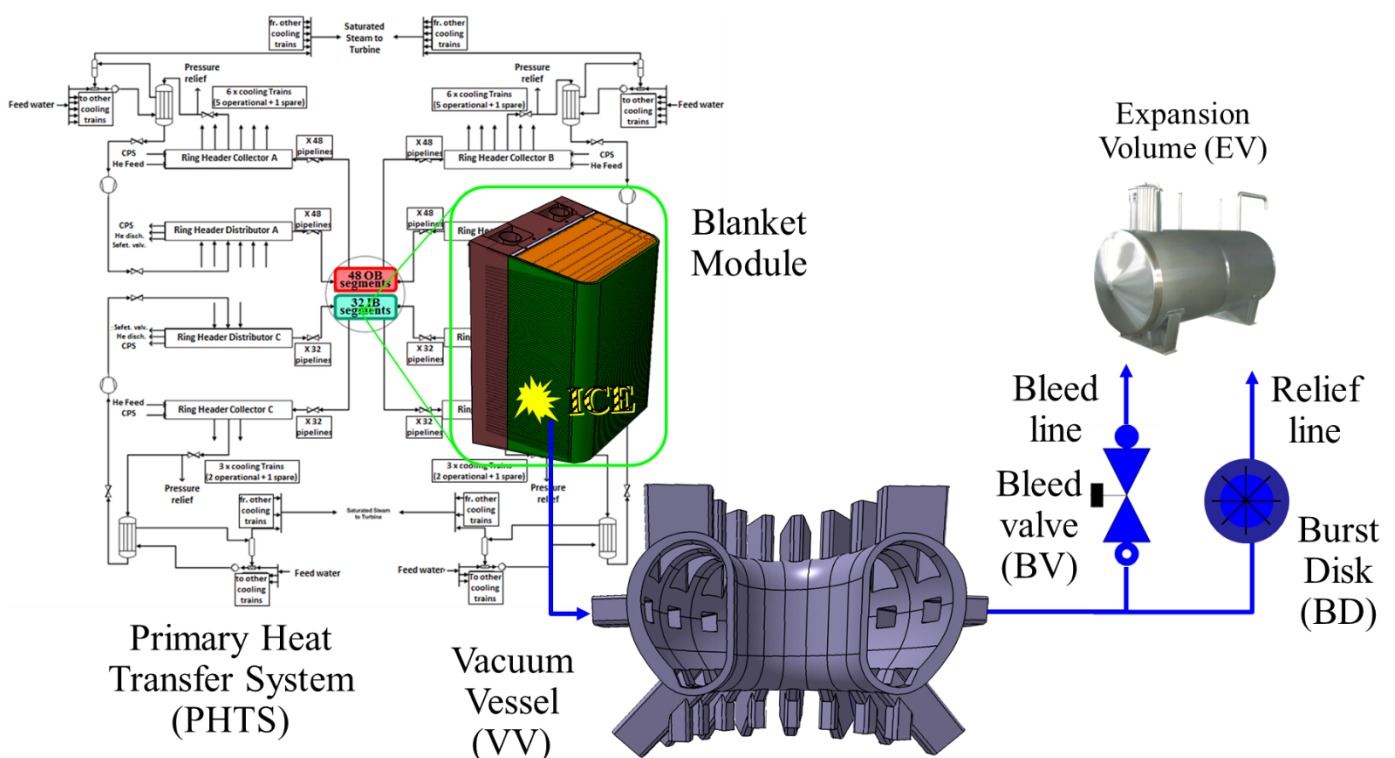 fr. other
cooling
trains
Saturated
Steam to
Turbine
fr. other
cooling
trains
Pressure
relief
6 x cooling Trains
(5 operational + 1 spare)
Pressure
relief
6 x cooling Trains
(5 operational + 1 spare)
Feed water
to other
cooling
trains
to other
cooling
trains
Feed water
X 48
pipelines
X 48
pipelines
CPS
He Feed
Ring Header Collector A
Ring Header Collector B
CPS
He Feed
X 48
pipelines
X 48
pipelines
CPS
He disch.
Safet. valv.
Ring Header Distributor A
Ring He
48 OB
segments
32 IB
segments
Safet. valv.
He disch.
CPS
Ring Header Distributor C
Rin
X 32
pipelines
X 32
pipelines
He Feed
CPS
Ring Header Collector C
Ring
X 32
pipelines
X 32
pipelines
3 x cooling Trains
(2 operational + 1 spare)
Pressure
relief
3 x cooling Trains
(2 operational + 1 spare)
Pressure
relief
fr. other
cooling
trains
Saturated Steam
to Turbine
fr. other
cooling
trains
Feed water
to other
cooling
trains
Feed water
To other
cooling
trains
ICE
Blanket
Module
Expansion
Volume (EV)
Bleed
line
Relief
line
Bleed
valve
(BV)
Burst
Disk
(BD)
Primary Heat
Transfer System
(PHTS)
Vacuum
Vessel
(VV)